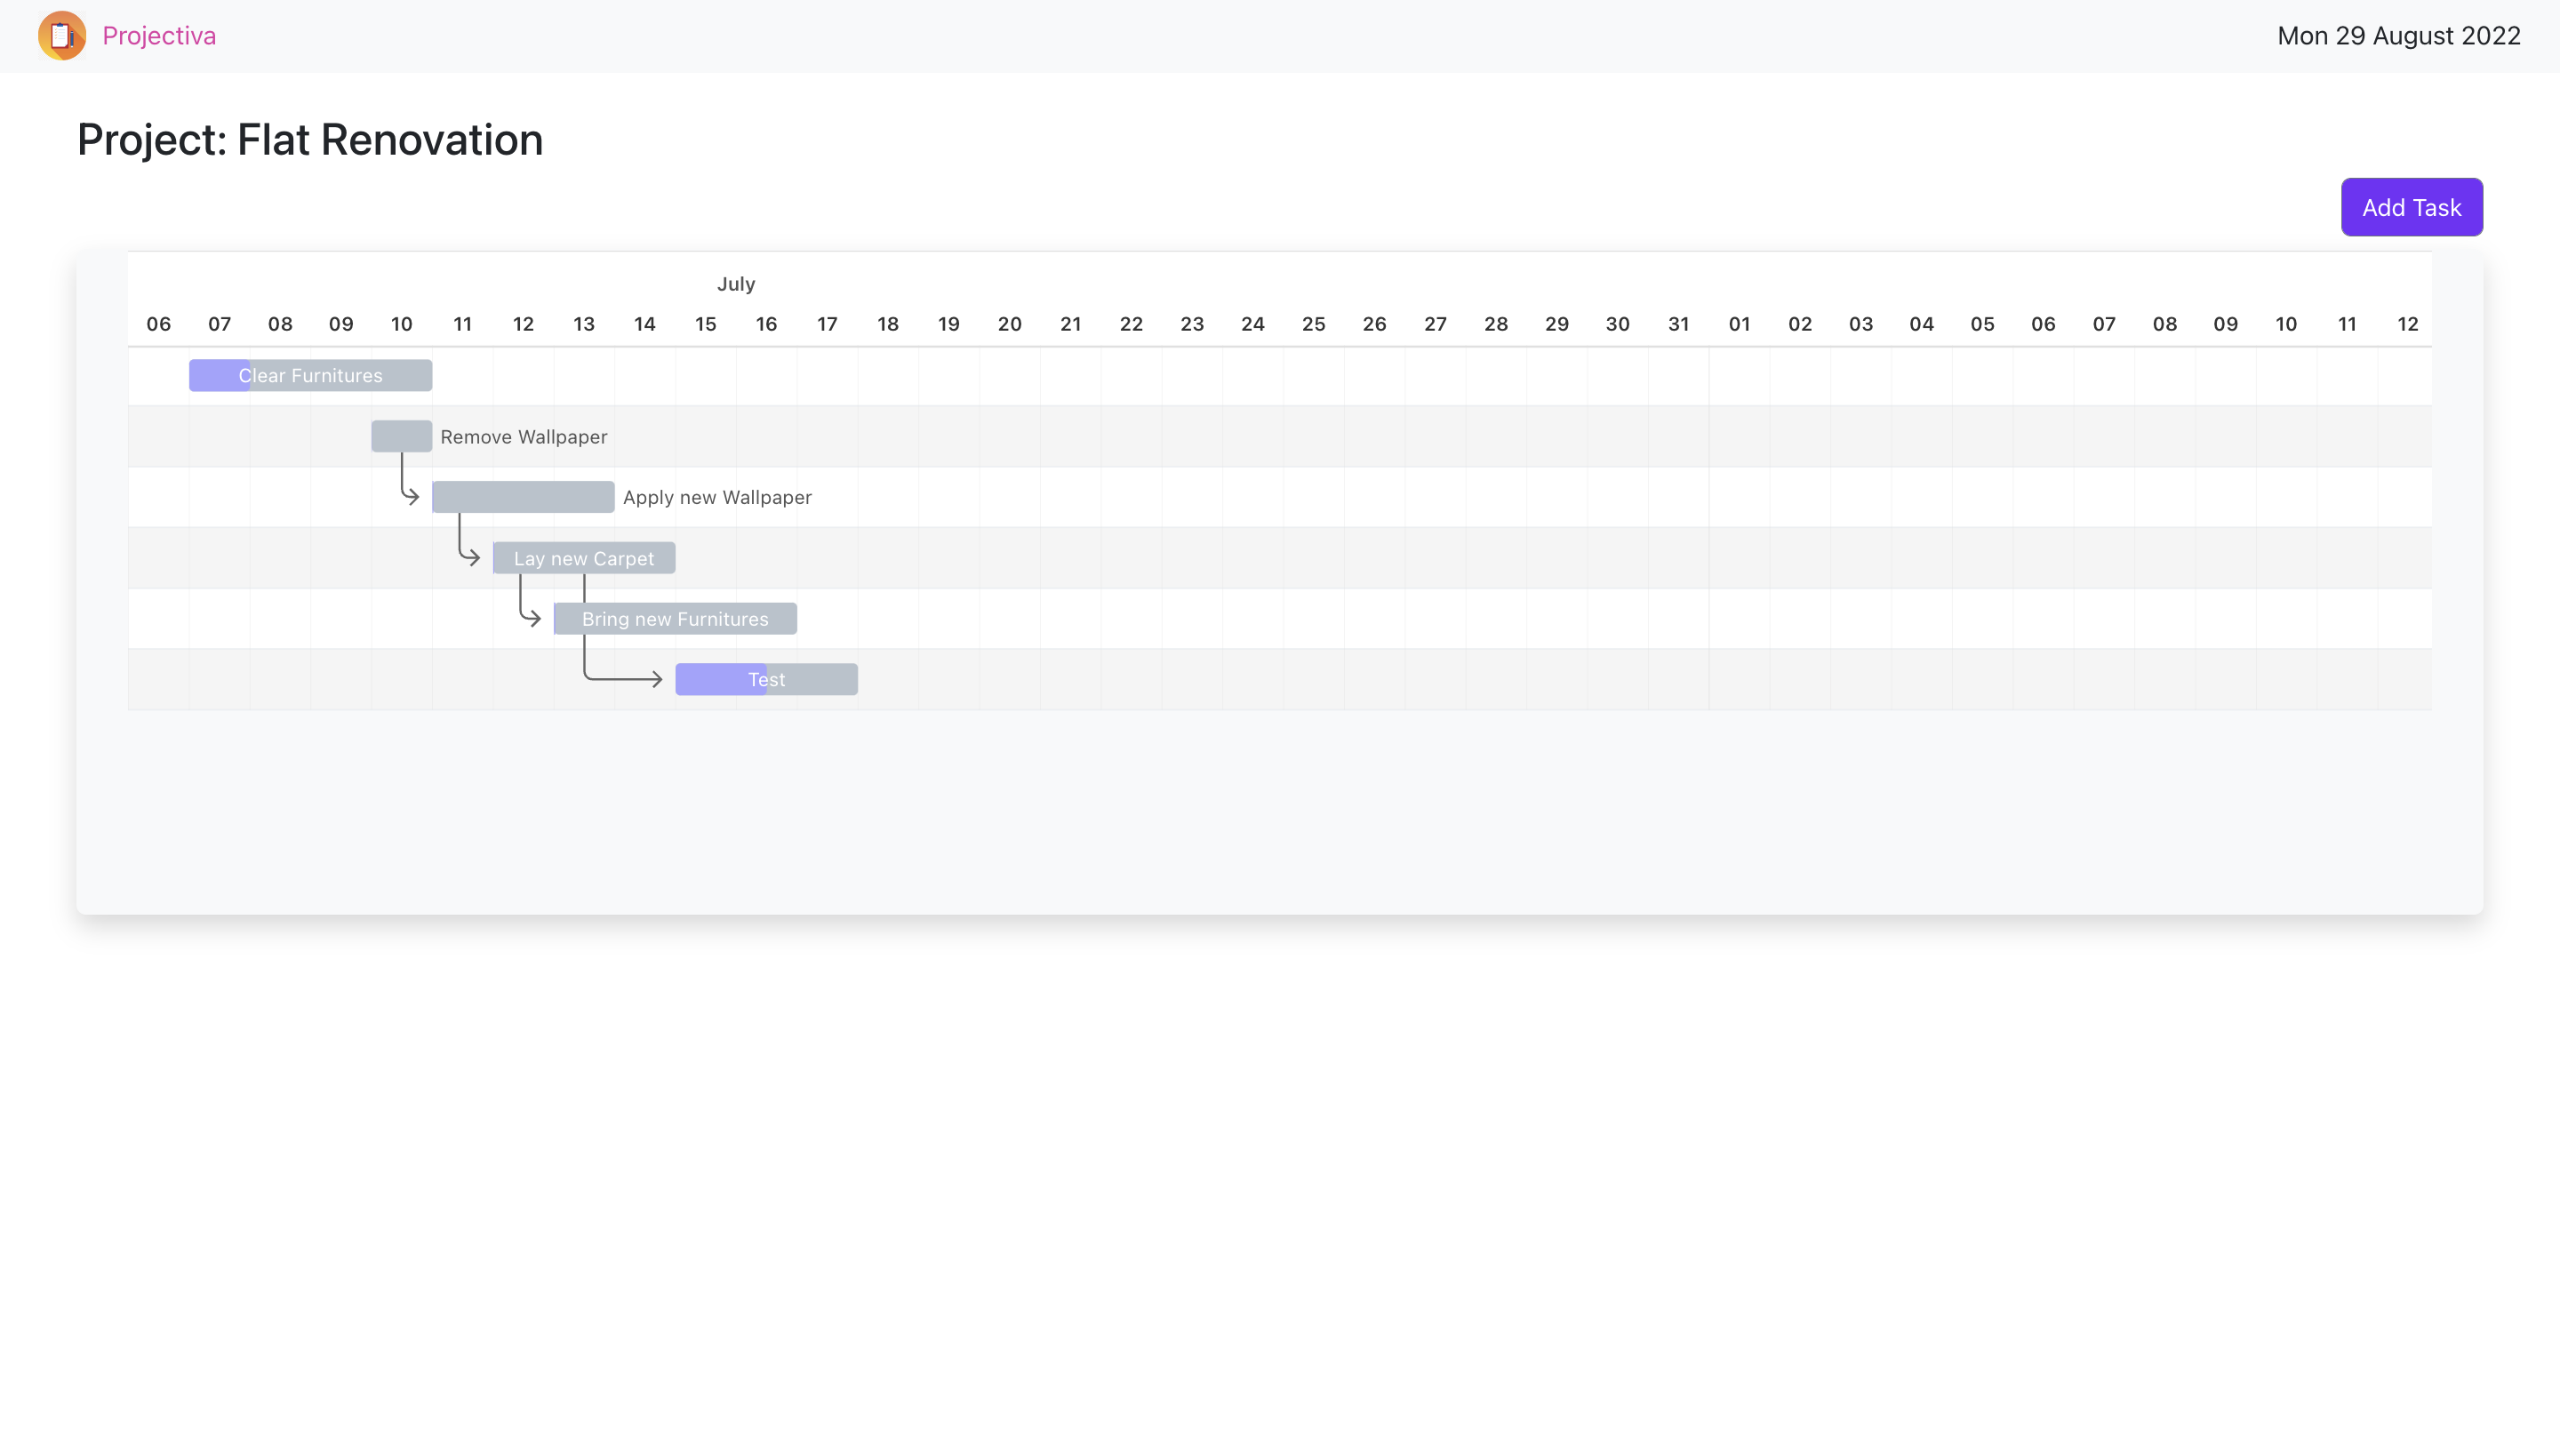 Projectiva
Mon 29 August 2022
Project: Flat Renovation
Add Task
July
06 07 08 09 10 11 12 13 14 15 16 17 18 19 20 21 22 23 24 25 26 27 28 29 30 31 01 02 03 04 05 06 07 08 09 10 11 12
Clear Furnitures
Remove Wallpaper
Apply new Wallpaper
Lay new Carpet
Bring new Furnitures
Test